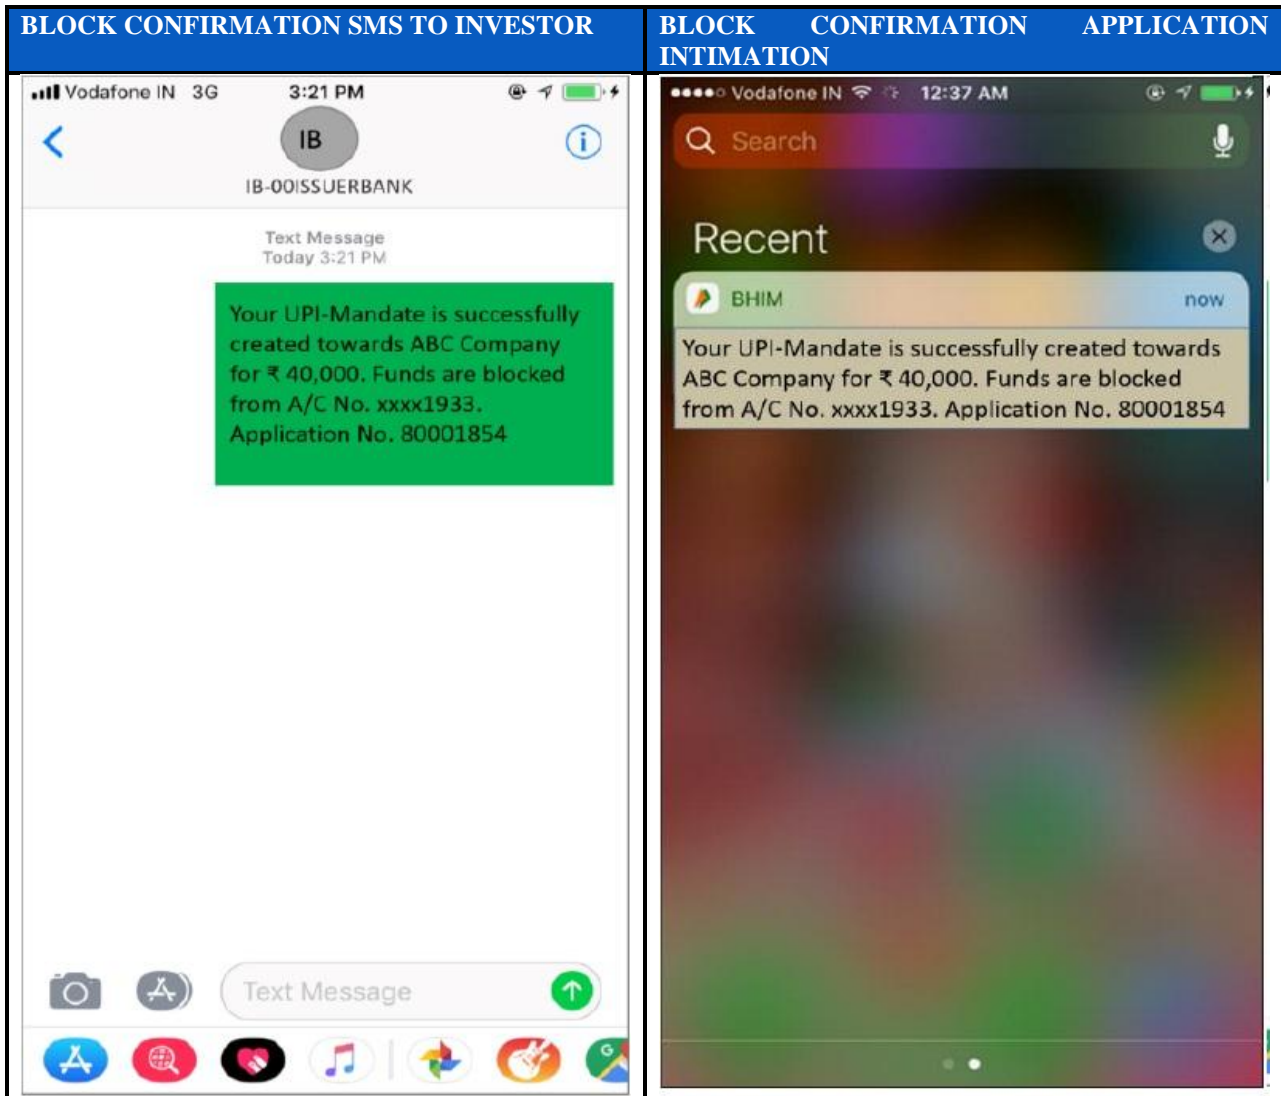 BLOCK CONFIRMATION SMS TO INVESTOR
Vodafone IN 3G 3:21 PM
IB
IB-00ISSUERBANK
Text Message
Today 3:21 PM
Your UPI-Mandate is successfully
created towards ABC Company
for ₹ 40,000. Funds are blocked
from A/C No. xxxx1933.
Application No. 80001854
Text Message
G
BLOCK CONFIRMATION APPLICATION
INTIMATION
Vodafone IN 12:37 AM
Search
Recent
BHIM now
Your UPI-Mandate is successfully created towards
ABC Company for ₹ 40,000. Funds are blocked
from A/C No. xxxx1933. Application No. 80001854